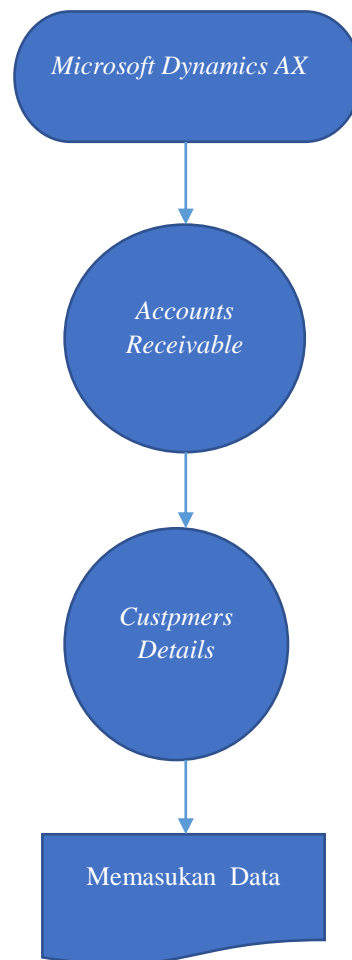 Microsoft Dynamics AX
Accounts
Receivable
Custpmers
Details
Memasukan Data